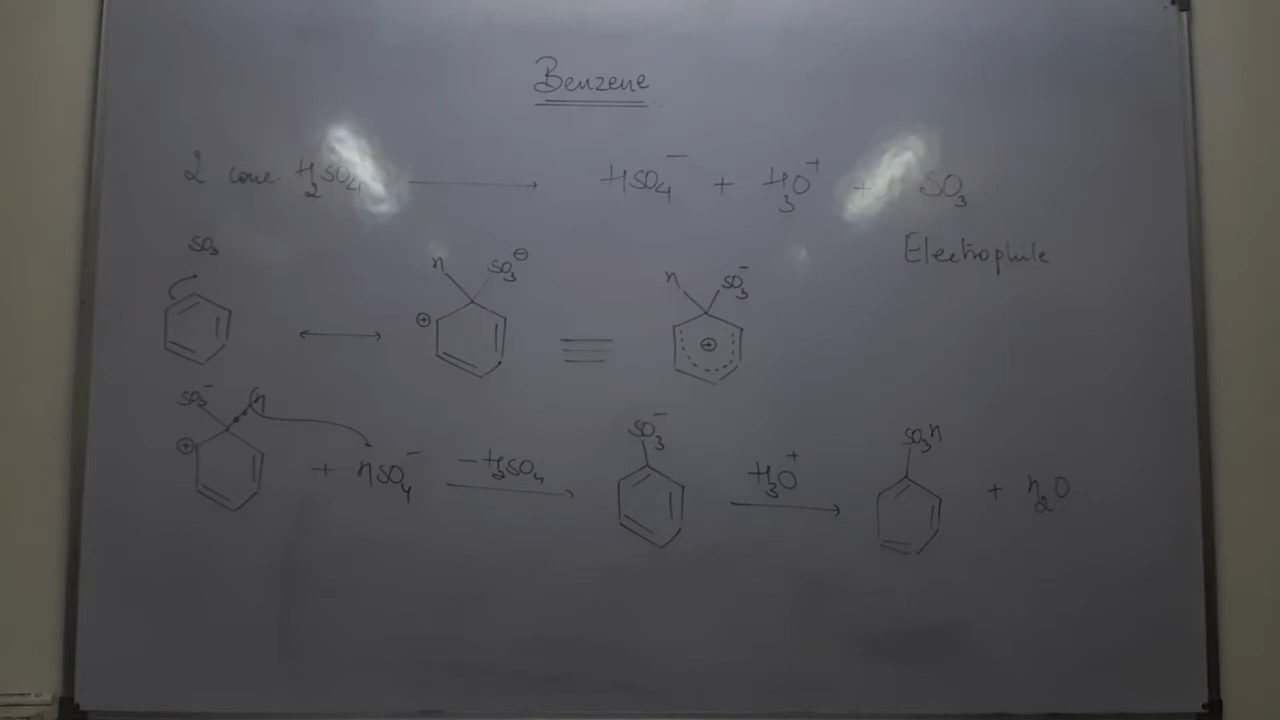 Benzene
2 conc. H₂SO₄ → HSO₄⁻ + H₃O⁺ + SO₃
SO₃
Electrophile
H SO₃⊖ H SO₃⁻
⊕ ↔ ≡ ⊕
SO₃⁻ H SO₃⁻ SO₃H
⊕ + HSO₄⁻ -H₂SO₄ → H₃O⁺ → + H₂O